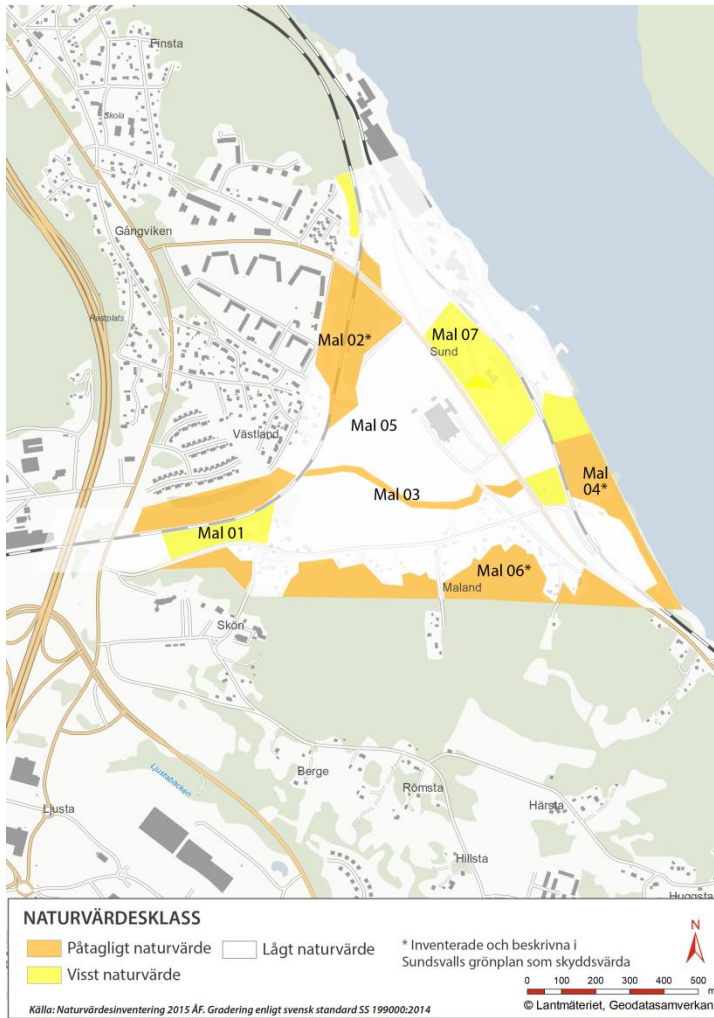 Finsta
Skola
Gångviken
Rastplats
Mal 02*
Mal 07
Sund
Mal 05
Västland
Mal
04*
Mal 03
Mal 01
Mal 06*
Maland
Skön
Ljustabäcken
Berge
Römsta
Ljusta
Härsta
Hillsta
Huggsta
NATURVÄRDESKLASS
Påtagligt naturvärde
Lågt naturvärde
Visst naturvärde
* Inventerade och beskrivna i
Sundsvalls grönplan som skyddsvärda
N
0 100 200 300 400 500
m
Källa: Naturvärdesinventering 2015 ÅF. Gradering enligt svensk standard SS 199000:2014
© Lantmäteriet, Geodatasamverkan